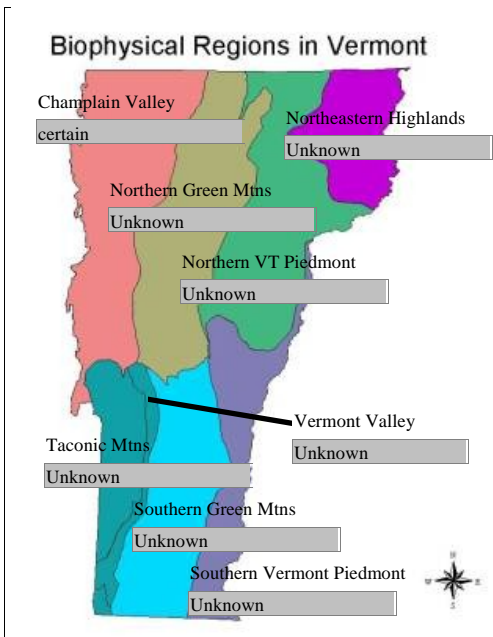 Biophysical Regions in Vermont
Champlain Valley
certain
Northeastern Highlands
Unknown
Northern Green Mtns
Unknown
Northern VT Piedmont
Unknown
Vermont Valley
Unknown
Taconic Mtns
Unknown
Southern Green Mtns
Unknown
Southern Vermont Piedmont
Unknown
N
W E
S